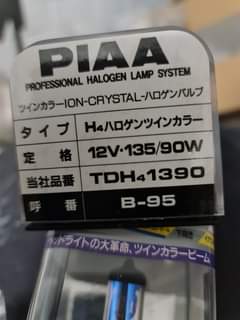 PIAA
PROFESSIONAL HALOGEN LAMP SYSTEM
ツインカラーION-CRYSTAL-ハロゲンバルブ
タイプ H4ハロゲンツインカラー
定格 12V・135/90W
当社品番 TDH41390
呼番 B-95
ヘッドライトの大革命、ツインカラービーム